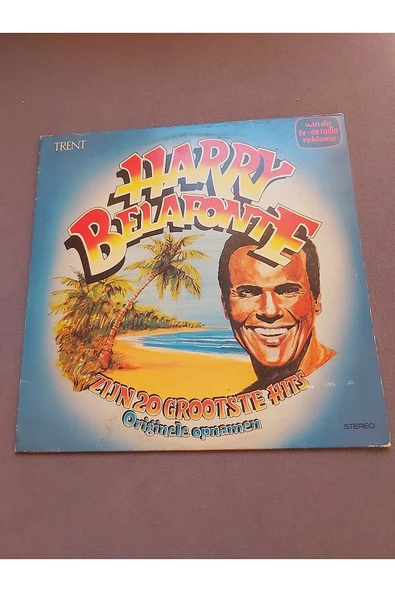 TRENT
van de
tv-en radio
reklame
HARRY
BELAFONTE
ZIJN 20 GROOTSTE HITS
Originele opnamen
STEREO